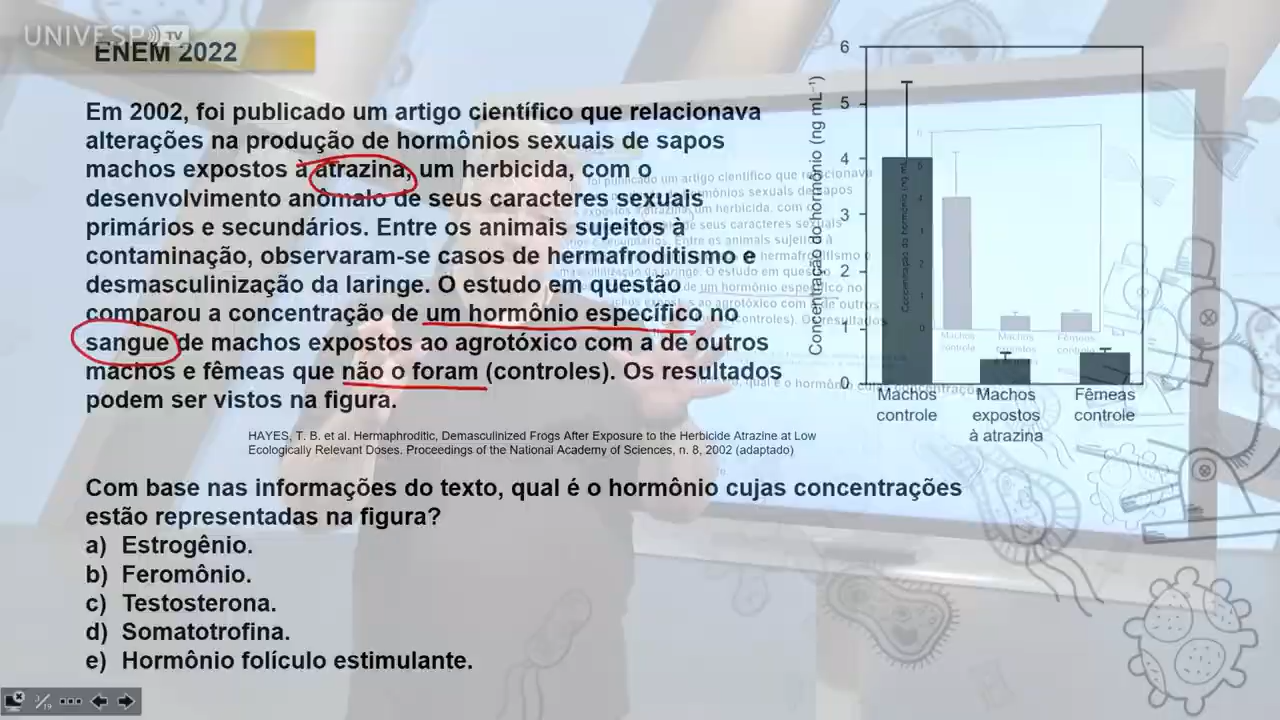 UNIVESP TV
ENEM 2022
Em 2002, foi publicado um artigo científico que relacionava
alterações na produção de hormônios sexuais de sapos
machos expostos à atrazina, um herbicida, com o
desenvolvimento anômalo de seus caracteres sexuais
primários e secundários. Entre os animais sujeitos à
contaminação, observaram-se casos de hermafroditismo e
desmasculinização da laringe. O estudo em questão
comparou a concentração de um hormônio específico no
sangue de machos expostos ao agrotóxico com a de outros
machos e fêmeas que não o foram (controles). Os resultados
podem ser vistos na figura.
HAYES, T. B. et al. Hermaphroditic, Demasculinized Frogs After Exposure to the Herbicide Atrazine at Low
Ecologically Relevant Doses. Proceedings of the National Academy of Sciences, n. 8, 2002 (adaptado)
Concentração do hormônio (ng mL⁻¹)
6
5
4
3
2
1
0
Machos
controle
Machos
expostos
à atrazina
Fêmeas
controle
Com base nas informações do texto, qual é o hormônio cujas concentrações
estão representadas na figura?
a) Estrogênio.
b) Feromônio.
c) Testosterona.
d) Somatotrofina.
e) Hormônio folículo estimulante.